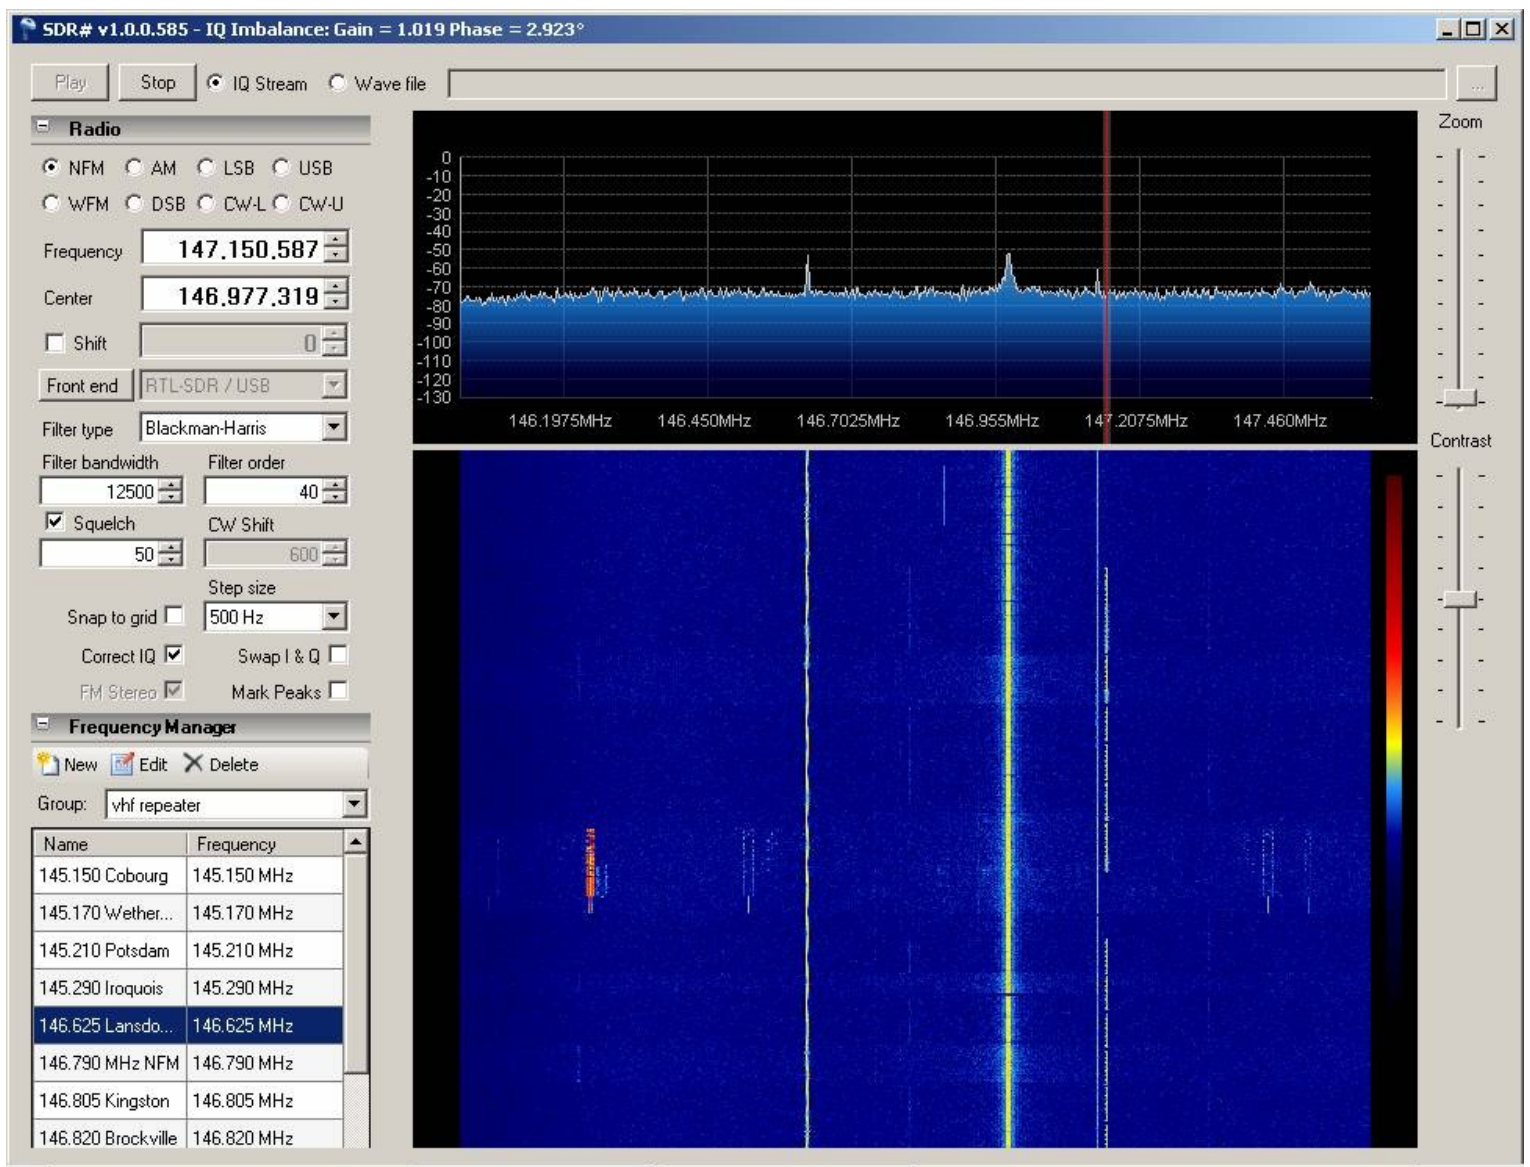 SDR# v1.0.0.585 - IQ Imbalance: Gain = 1.019 Phase = 2.923°
Play Stop IQ Stream Wave file ...
Radio
NFM AM LSB USB
WFM DSB CW-L CW-U
Frequency 147.150.587
Center 146.977.319
Shift 0
Front end RTL-SDR / USB
Filter type Blackman-Harris
Filter bandwidth Filter order
12500 40
Squelch CW Shift
50 600
Step size
Snap to grid 500 Hz
Correct IQ Swap I & Q
FM Stereo Mark Peaks
Frequency Manager
New Edit Delete
Group: vhf repeater
Name Frequency
145.150 Cobourg 145.150 MHz
145.170 Wether... 145.170 MHz
145.210 Potsdam 145.210 MHz
145.290 Iroquois 145.290 MHz
146.625 Lansdo... 146.625 MHz
146.790 MHz NFM 146.790 MHz
146.805 Kingston 146.805 MHz
146.820 Brockville 146.820 MHz
0
-10
-20
-30
-40
-50
-60
-70
-80
-90
-100
-110
-120
-130
146.1975MHz 146.450MHz 146.7025MHz 146.955MHz 147.2075MHz 147.460MHz
Zoom
Contrast